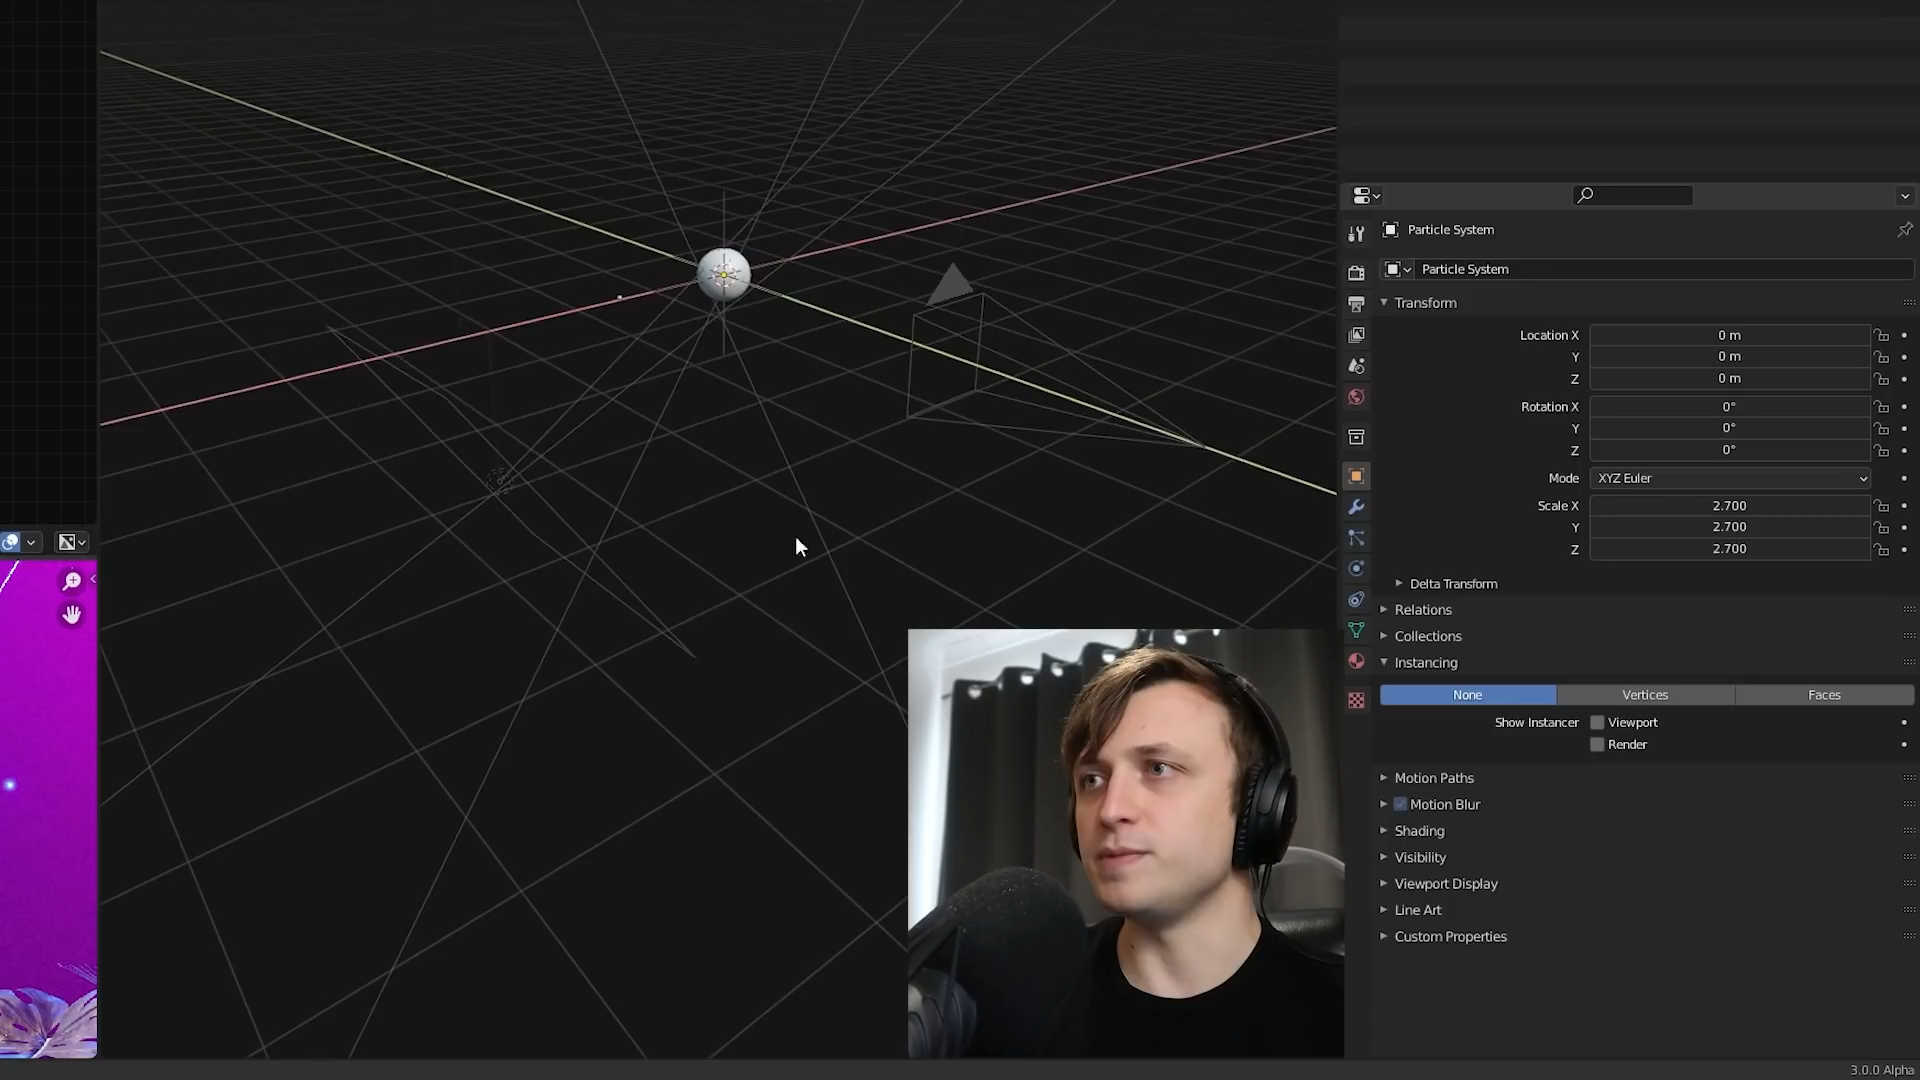 Particle System
Particle System
Transform
Location X 0 m
Y 0 m
Z 0 m
Rotation X 0°
Y 0°
Z 0°
Mode XYZ Euler
Scale X 2.700
Y 2.700
Z 2.700
Delta Transform
Relations
Collections
Instancing
None Vertices Faces
Show Instancer Viewport
Render
Motion Paths
Motion Blur
Shading
Visibility
Viewport Display
Line Art
Custom Properties
3.0.0 Alpha